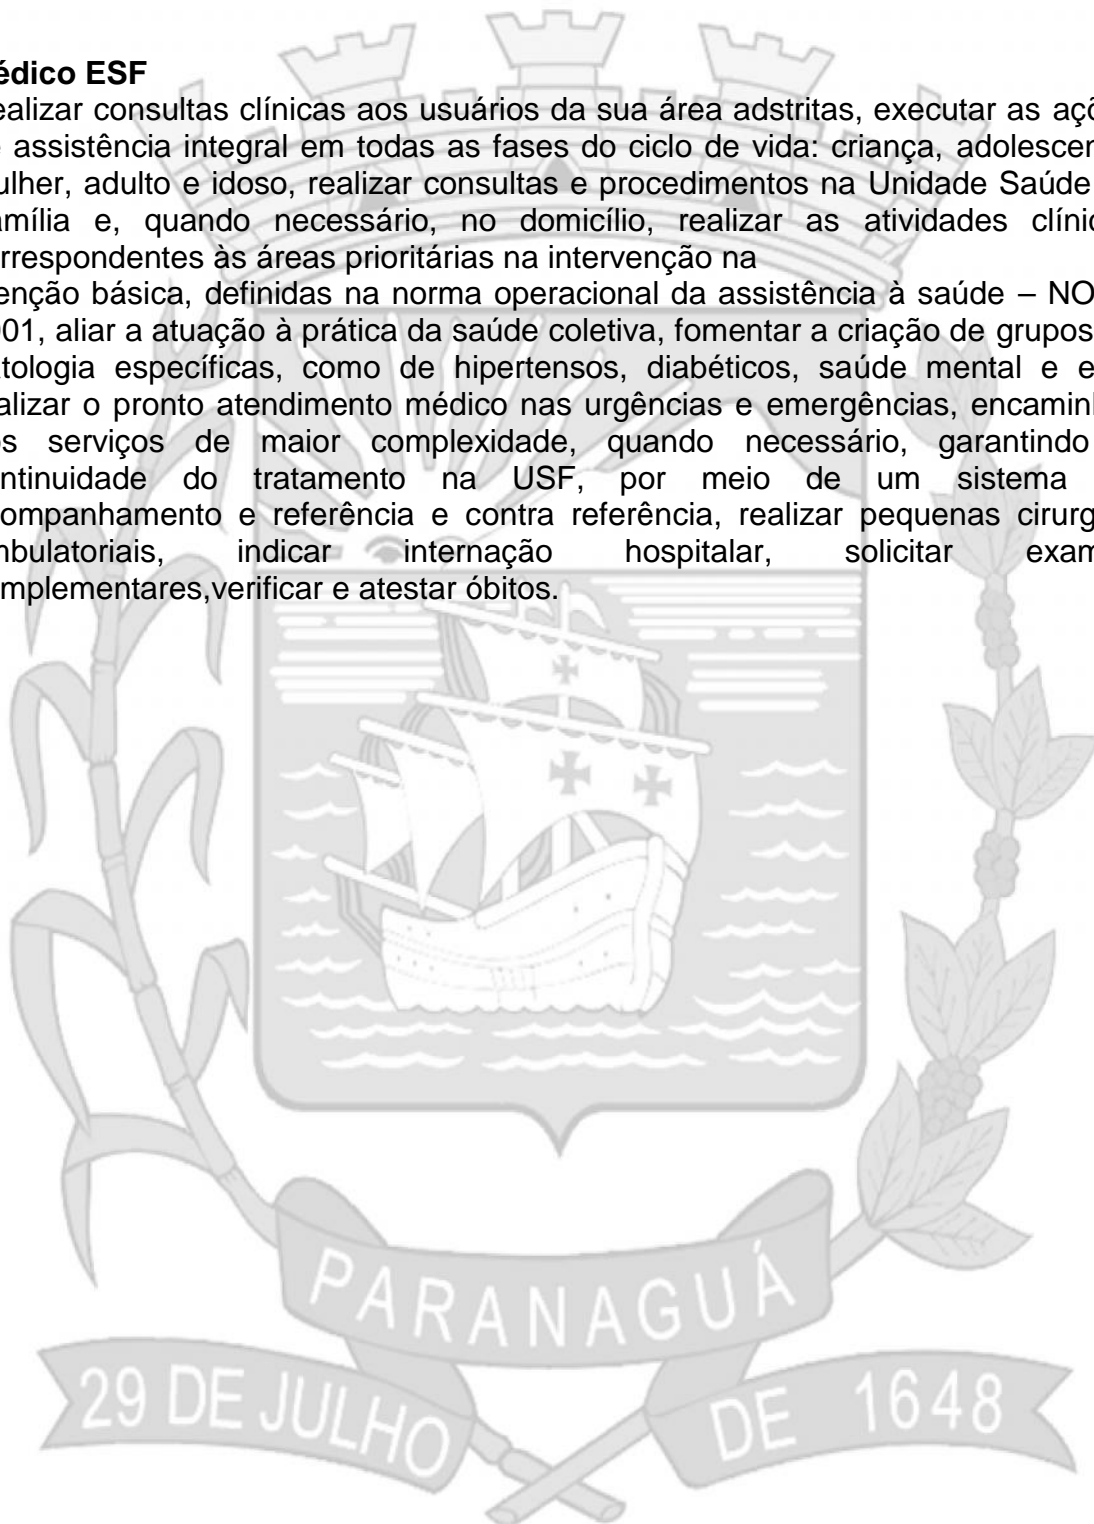 édico ESF
ealizar consultas clínicas aos usuários da sua área adstritas, executar as açõ
e assistência integral em todas as fases do ciclo de vida: criança, adolescen
ulher, adulto e idoso, realizar consultas e procedimentos na Unidade Saúde
amília e, quando necessário, no domicílio, realizar as atividades clínic
rrespondentes às áreas prioritárias na intervenção na
enção básica, definidas na norma operacional da assistência à saúde – NO
001, aliar a atuação à prática da saúde coletiva, fomentar a criação de grupos
atologia específicas, como de hipertensos, diabéticos, saúde mental e e
alizar o pronto atendimento médico nas urgências e emergências, encaminh
os serviços de maior complexidade, quando necessário, garantindo
ntinuidade do tratamento na USF, por meio de um sistema
ompanhamento e referência e contra referência, realizar pequenas cirurg
mbulatoriais, indicar internação hospitalar, solicitar exam
mplementares,verificar e atestar óbitos.
PARANAGUÁ
29 DE JULHO DE 1648